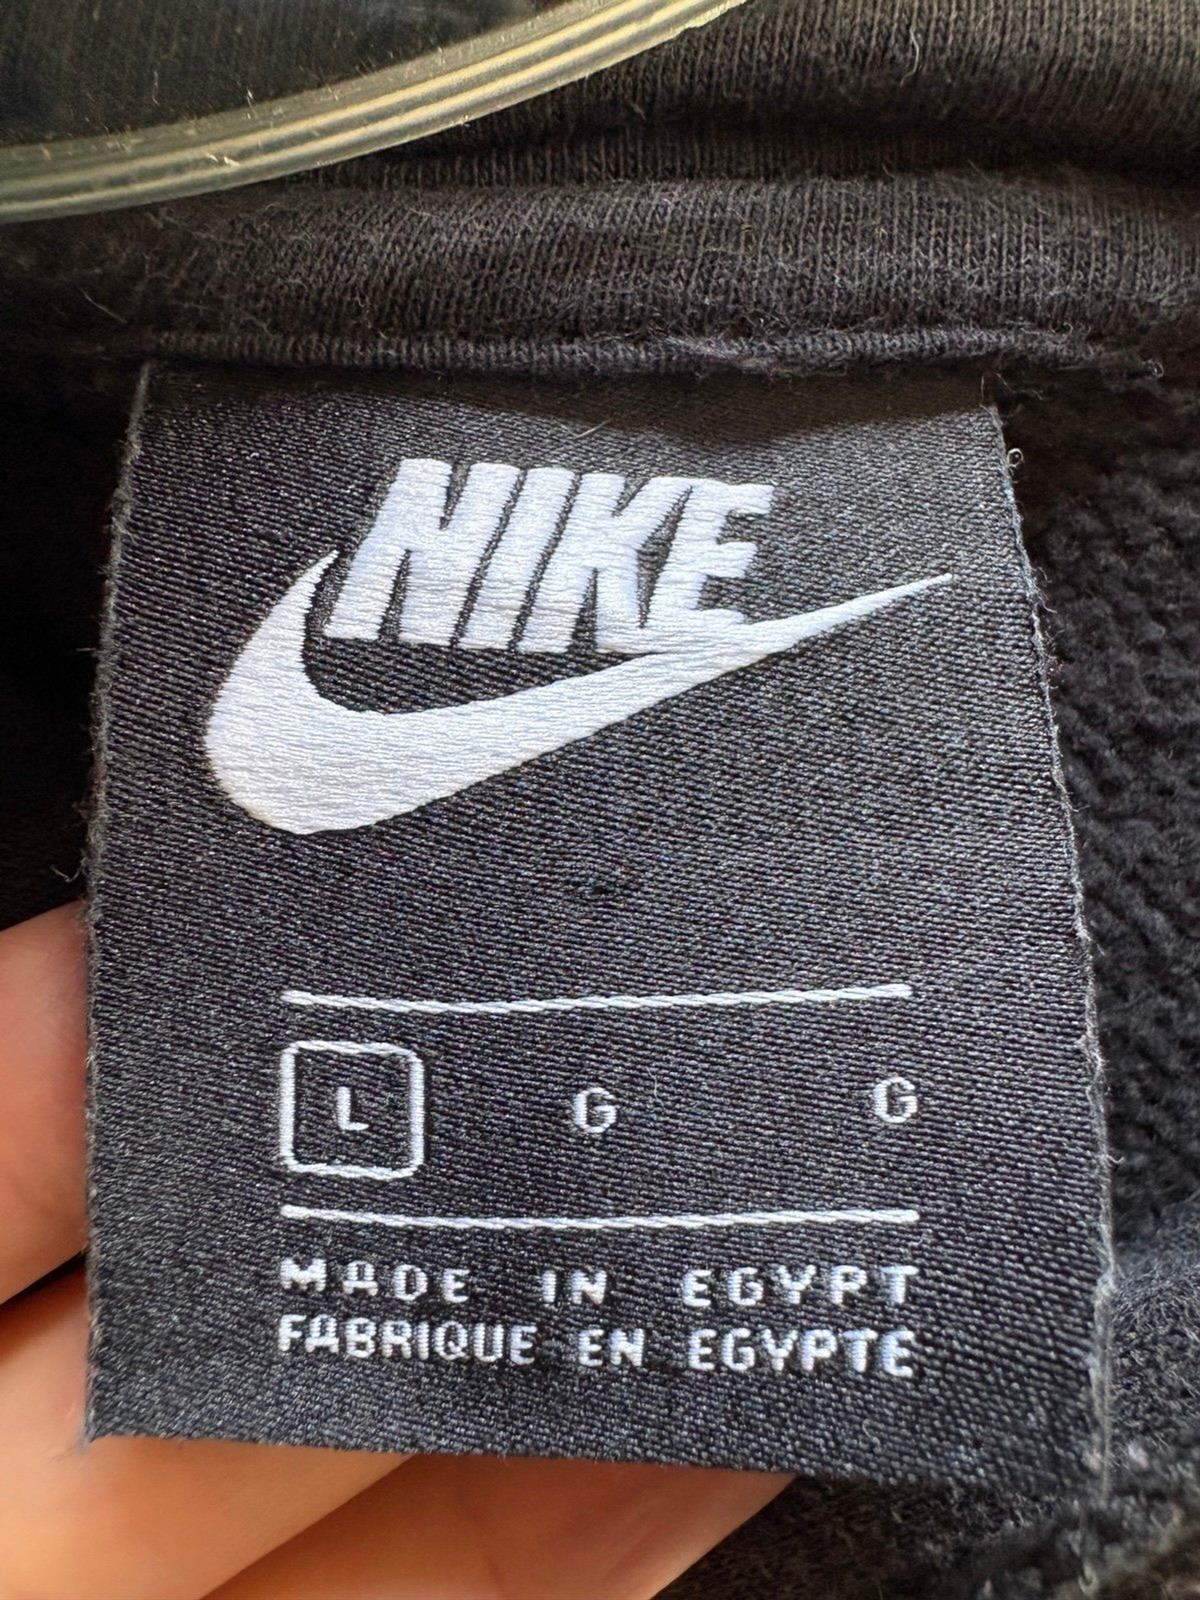 NIKE
L G G
MADE IN EGYPT
FABRIQUE EN EGYPTE